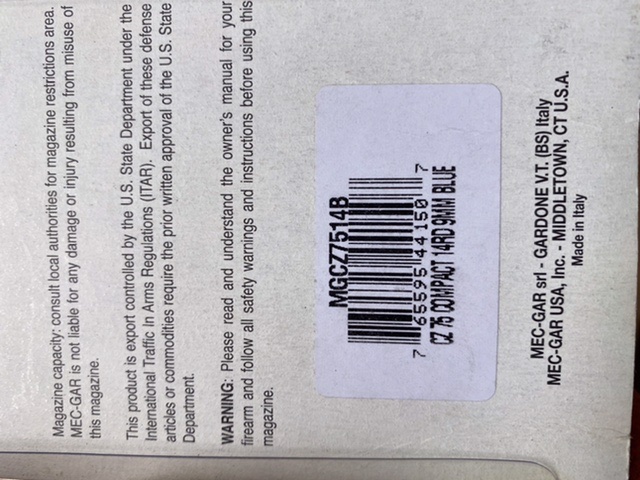 Magazine capacity: consult local authorities for magazine restrictions area.
MEC-GAR is not liable for any damage or injury resulting from misuse of
this magazine.
This product is export controlled by the U.S. State Department under the
International Traffic In Arms Regulations (ITAR). Export of these defense
articles or commodities require the prior written approval of the U.S. State
Department.
WARNING: Please read and understand the owner's manual for your
firearm and follow all safety warnings and instructions before using this
magazine.
MGCZ7514B
7 65595 44150 7
CZ 75 COMPACT 14RD 9MM BLUE
MEC-GAR srl - GARDONE V.T. (BS) Italy
MEC-GAR USA, Inc. - MIDDLETOWN, CT U.S.A.
Made in Italy